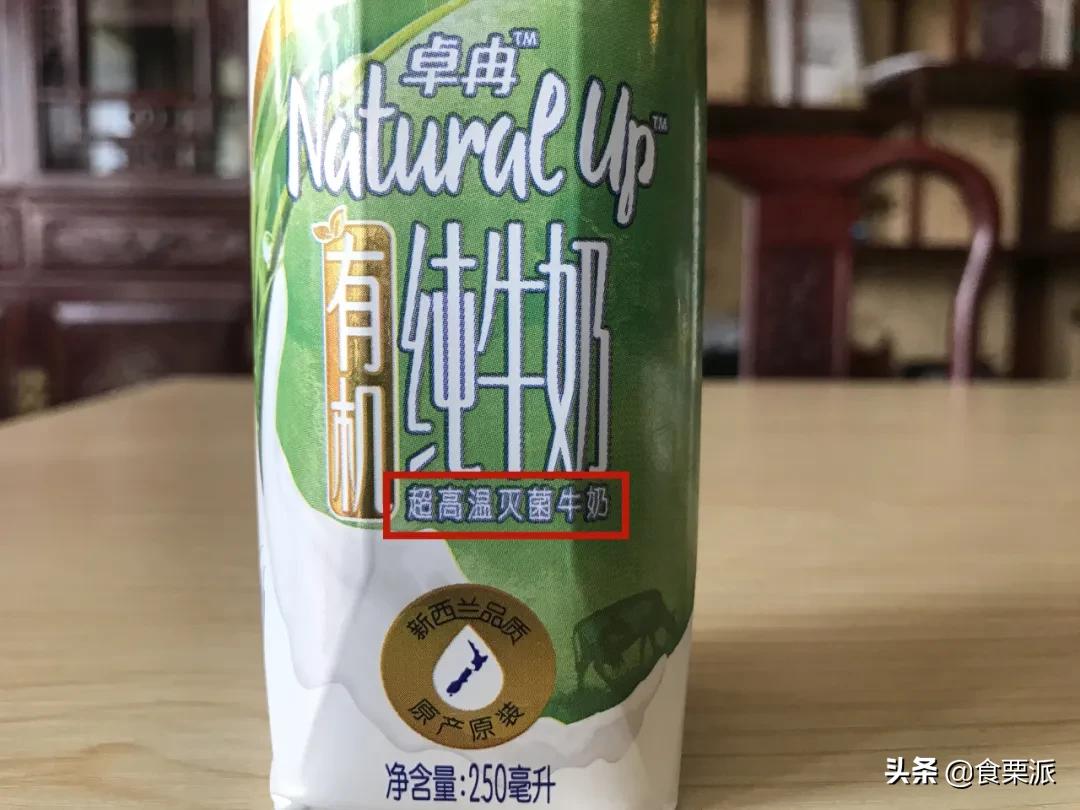 卓冉™
Natural Up™
有机
纯牛奶
超高温灭菌牛奶
新西兰品质
原产原装
净含量:250毫升
头条 @食栗派